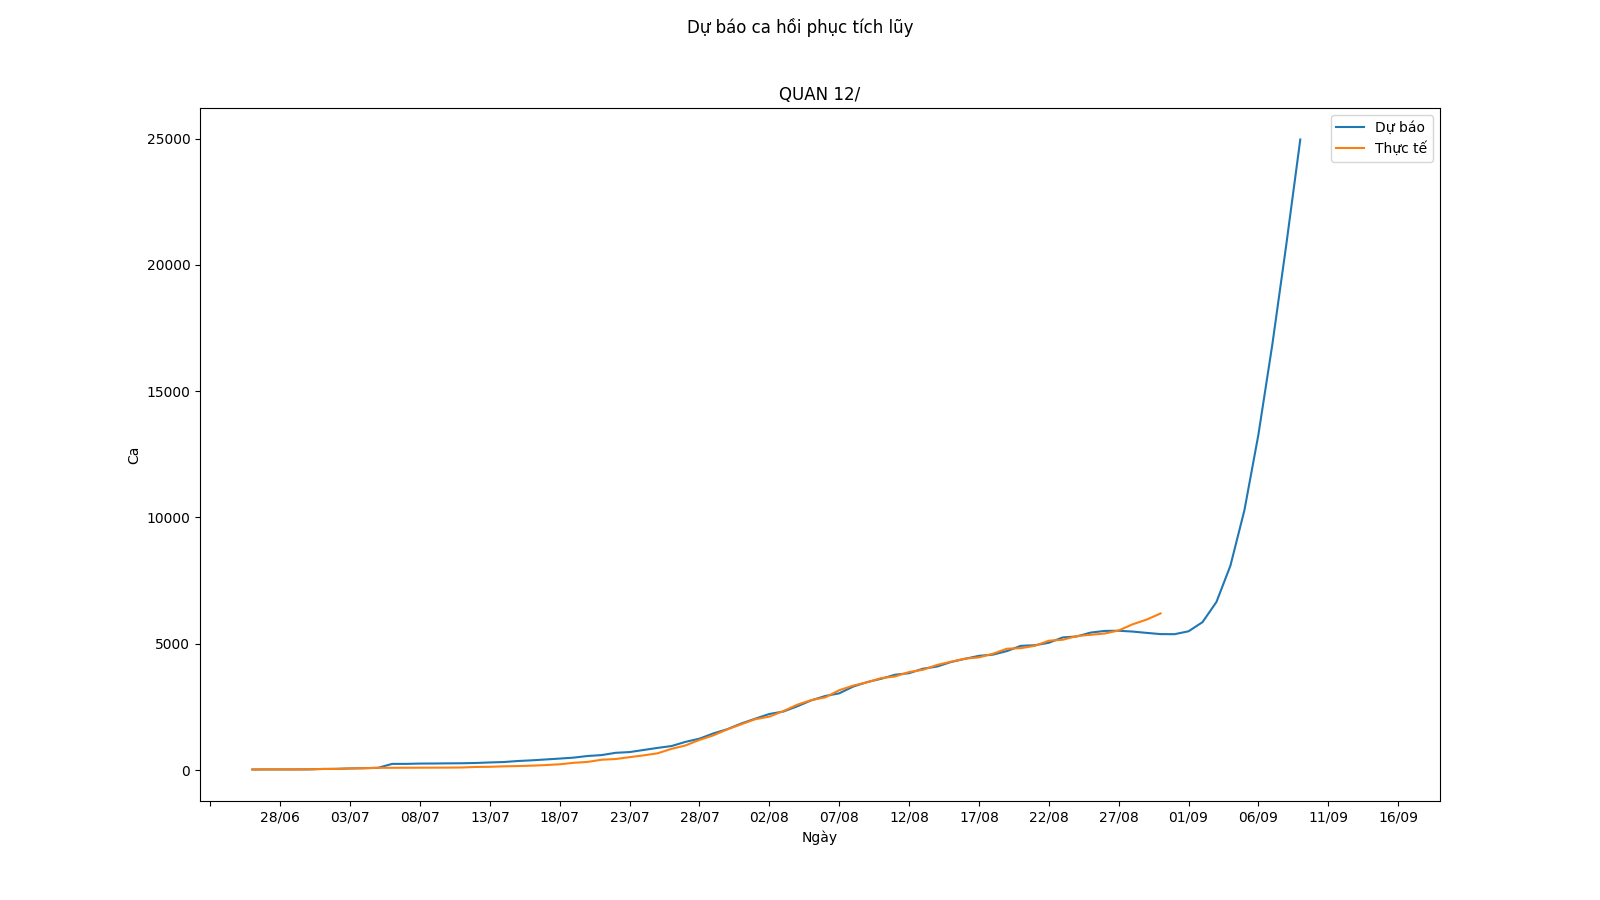 Dự báo ca hồi phục tích lũy
QUAN 12/
Dự báo
Thực tế
25000
20000
15000
10000
5000
0
Ca
28/06 03/07 08/07 13/07 18/07 23/07 28/07 02/08 07/08 12/08 17/08 22/08 27/08 01/09 06/09 11/09 16/09
Ngày